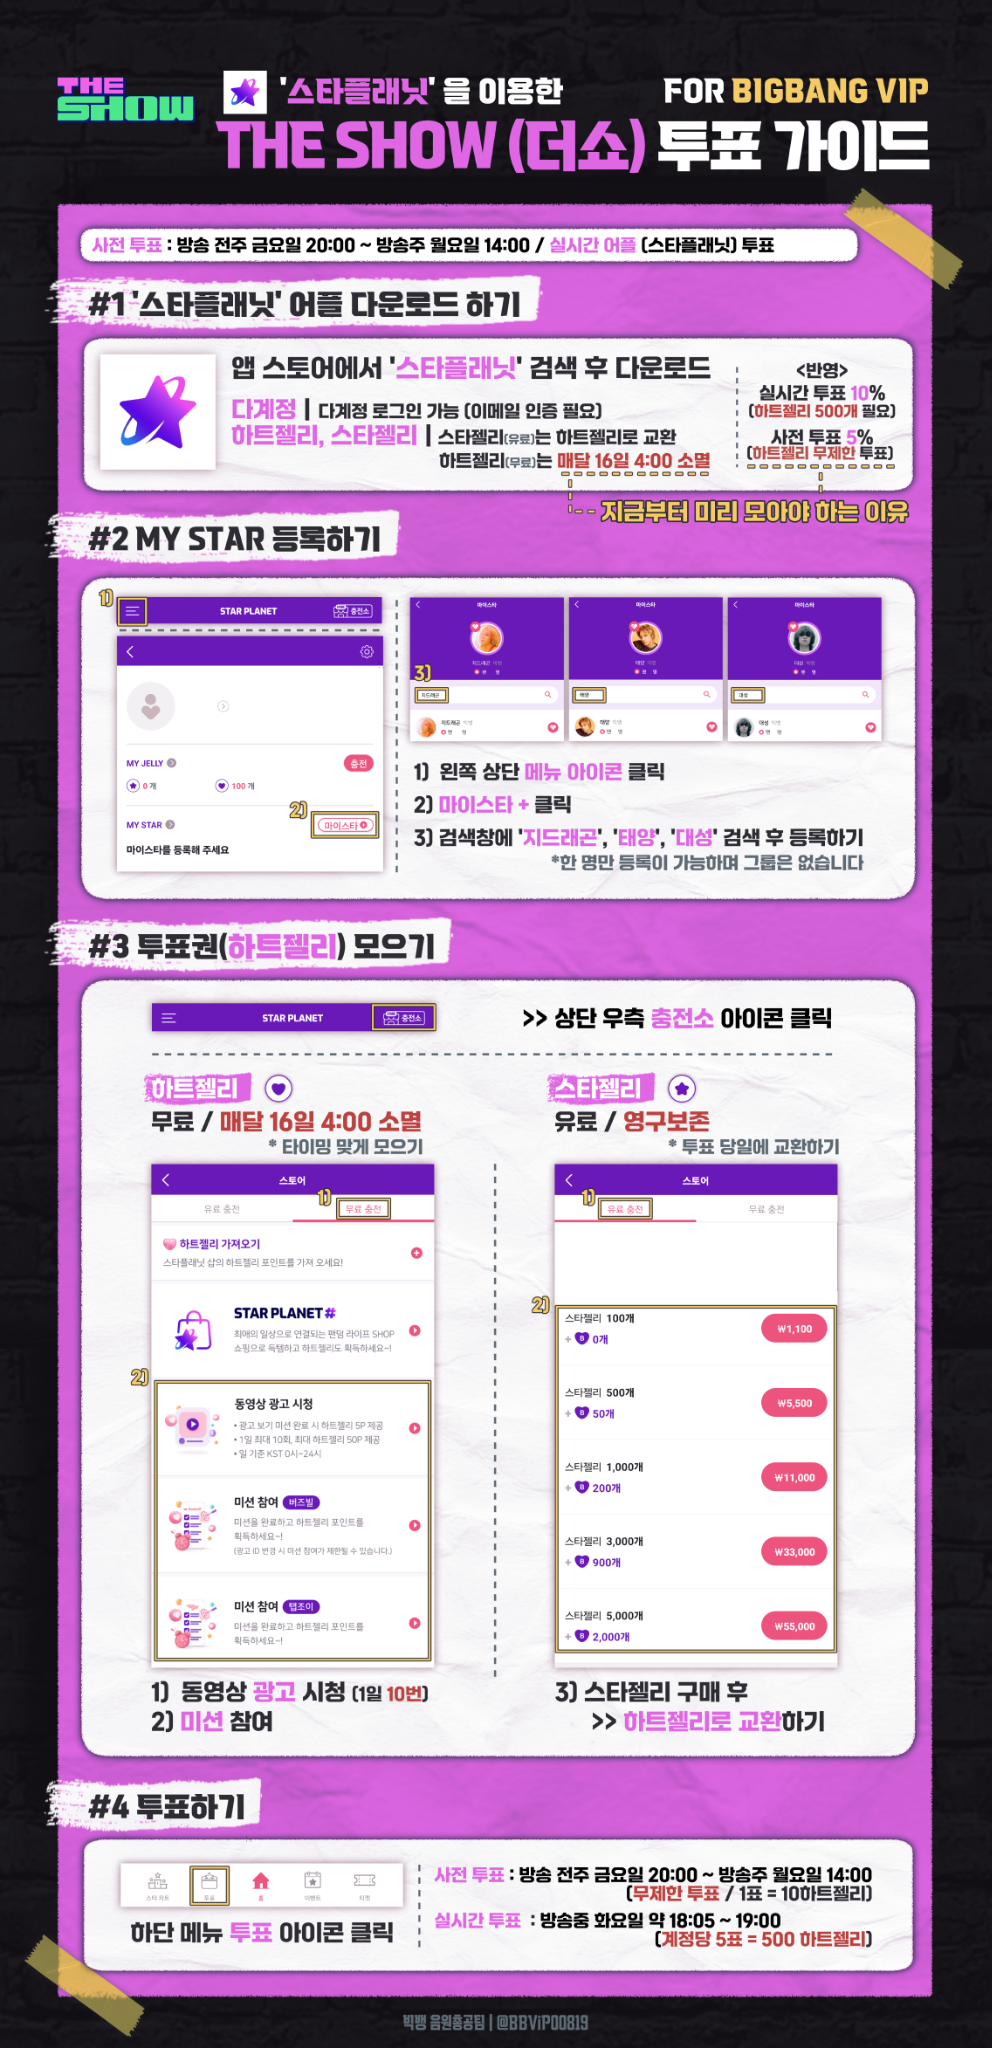 THE SHOW
'스타플래닛' 을 이용한
FOR BIGBANG VIP
THE SHOW (더쇼) 투표 가이드
사전 투표 : 방송 전주 금요일 20:00 ~ 방송주 월요일 14:00 / 실시간 어플 (스타플래닛) 투표
#1 '스타플래닛' 어플 다운로드 하기
앱 스토어에서 '스타플래닛' 검색 후 다운로드
다계정 | 다계정 로그인 가능 (이메일 인증 필요)
하트젤리, 스타젤리 | 스타젤리(유료)는 하트젤리로 교환
하트젤리(무료)는 매달 16일 4:00 소멸
<반영>
실시간 투표 10%
(하트젤리 500개 필요)
사전 투표 5%
(하트젤리 무제한 투표)
지금부터 미리 모아야 하는 이유
#2 MY STAR 등록하기
1)
STAR PLANET
충전소
MY JELLY
충전
0 개
100 개
2)
MY STAR
마이스타
마이스타를 등록해 주세요
마이스타
지드래곤 빅뱅
3)
지드래곤
지드래곤 빅뱅
마이스타
태양 빅뱅
태양
태양 빅뱅
마이스타
대성 빅뱅
대성
대성 빅뱅
1) 왼쪽 상단 메뉴 아이콘 클릭
2) 마이스타 + 클릭
3) 검색창에 '지드래곤', '태양', '대성' 검색 후 등록하기
*한 명만 등록이 가능하며 그룹은 없습니다
#3 투표권(하트젤리) 모으기
STAR PLANET
충전소
>> 상단 우측 충전소 아이콘 클릭
하트젤리
무료 / 매달 16일 4:00 소멸
* 타이밍 맞게 모으기
스토어
1)
유료 충전
무료 충전
하트젤리 가져오기
스타플래닛 샵의 하트젤리 포인트를 가져 오세요!
STAR PLANET#
최애의 일상으로 연결되는 팬덤 라이프 SHOP
쇼핑으로 득템하고 하트젤리도 획득하세요~!
2)
동영상 광고 시청
• 광고 보기 미션 완료 시 하트젤리 5P 제공
• 1일 최대 10회, 최대 하트젤리 50P 제공
• 일 기준 KST 0시~24시
미션 참여 버즈빌
미션을 완료하고 하트젤리 포인트를
획득하세요~!
(광고 ID 변경 시 미션 참여가 제한될 수 있습니다.)
미션 참여 탭조이
미션을 완료하고 하트젤리 포인트를
획득하세요~!
1) 동영상 광고 시청 (1일 10번)
2) 미션 참여
스타젤리
유료 / 영구보존
* 투표 당일에 교환하기
스토어
1)
유료 충전
무료 충전
2)
스타젤리 100개
+ B 0개
₩1,100
스타젤리 500개
+ B 50개
₩5,500
스타젤리 1,000개
+ B 200개
₩11,000
스타젤리 3,000개
+ B 900개
₩33,000
스타젤리 5,000개
+ B 2,000개
₩55,000
3) 스타젤리 구매 후
>> 하트젤리로 교환하기
#4 투표하기
스타 차트
투표
홈
이벤트
티켓
하단 메뉴 투표 아이콘 클릭
사전 투표 : 방송 전주 금요일 20:00 ~ 방송주 월요일 14:00
(무제한 투표 / 1표 = 10하트젤리)
실시간 투표 : 방송중 화요일 약 18:05 ~ 19:00
(계정당 5표 = 500 하트젤리)
빅뱅 음원총공팀 | @BBVIP00819